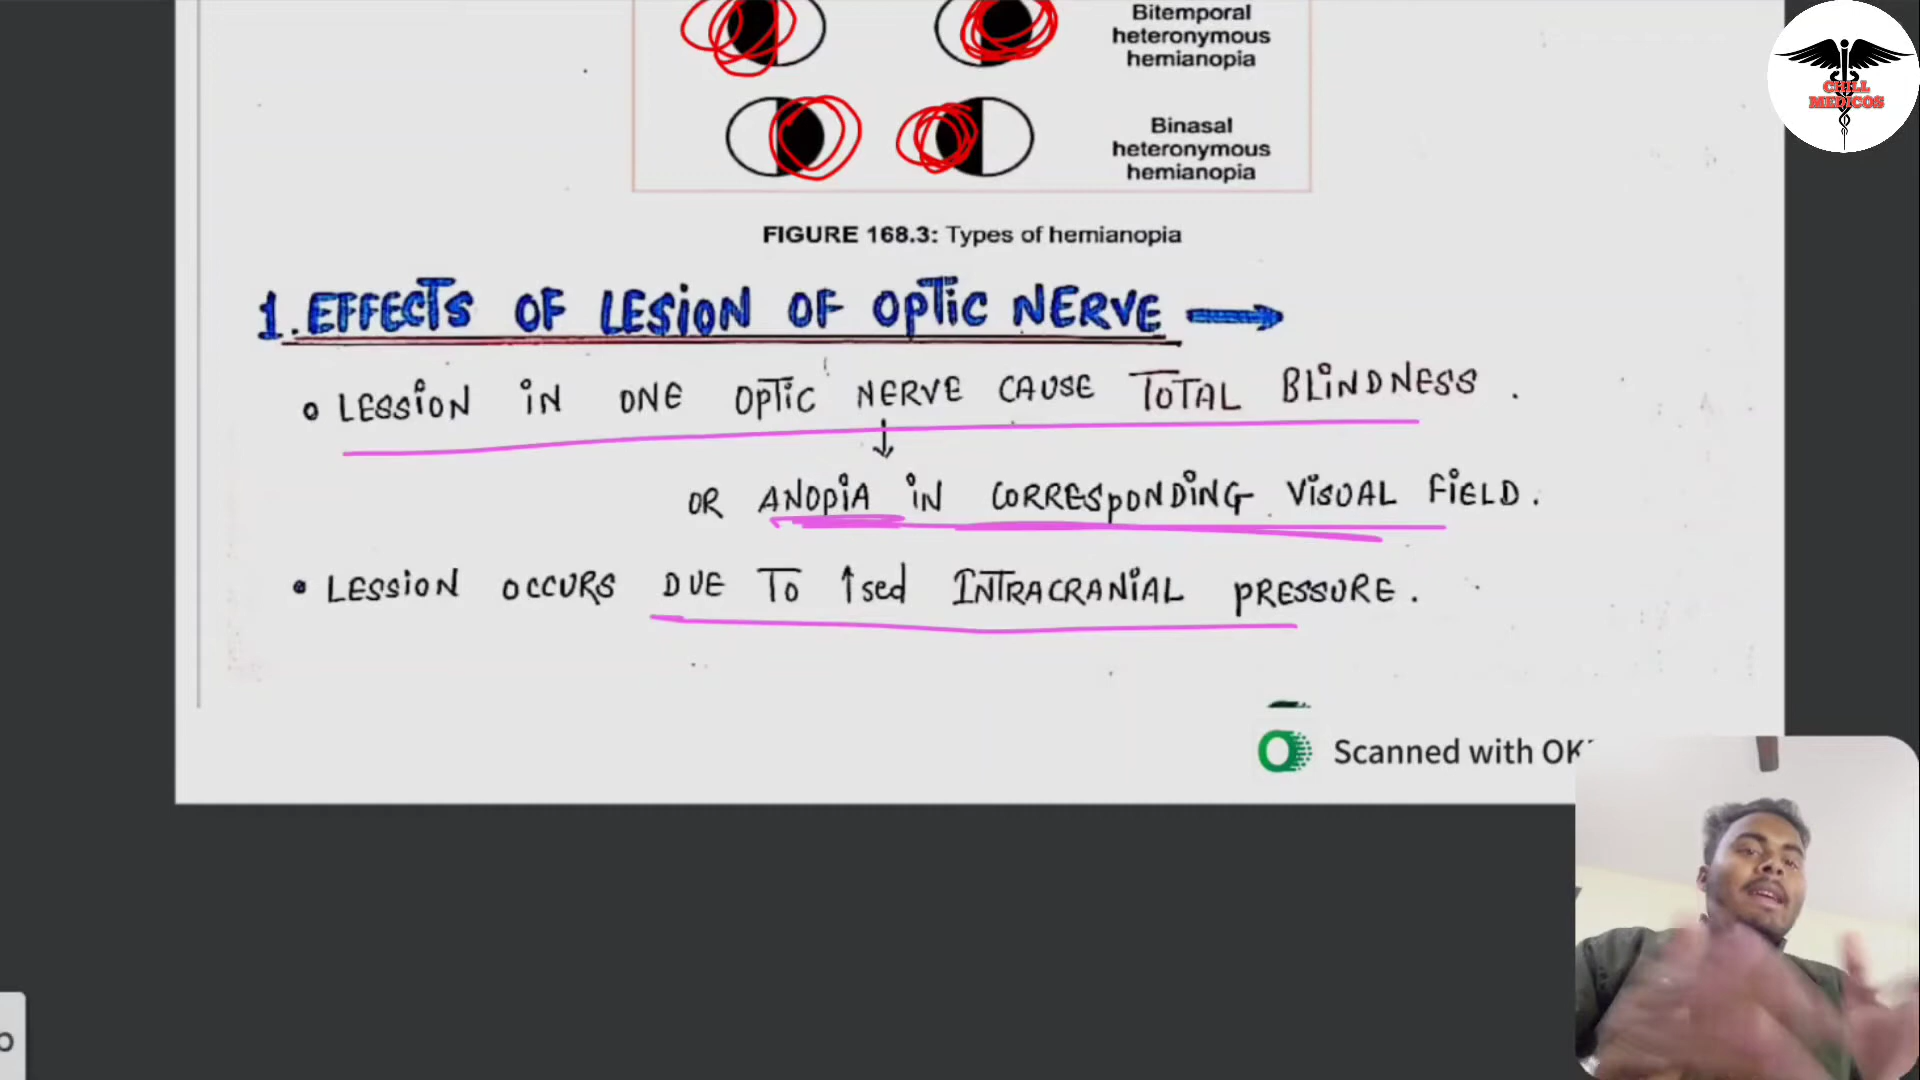 Bitemporal
heteronymous
hemianopia
CHILL
MEDICOS
Binasal
heteronymous
hemianopia
FIGURE 168.3: Types of hemianopia
1. EFFECTS OF LESION OF OPTIC NERVE →
LESSION IN ONE OPTIC NERVE CAUSE TOTAL BLINDNESS .
↓
OR ANOPIA IN CORRESPONDING VISUAL FIELD .
• LESSION OCCURS DUE TO ↑sed INTRACRANIAL PRESSURE .
Scanned with OK